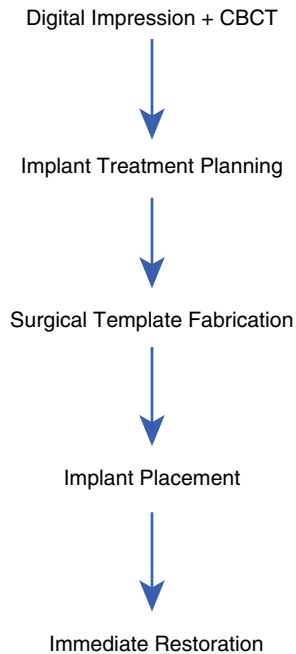 Digital Impression + CBCT
Implant Treatment Planning
Surgical Template Fabrication
Implant Placement
Immediate Restoration